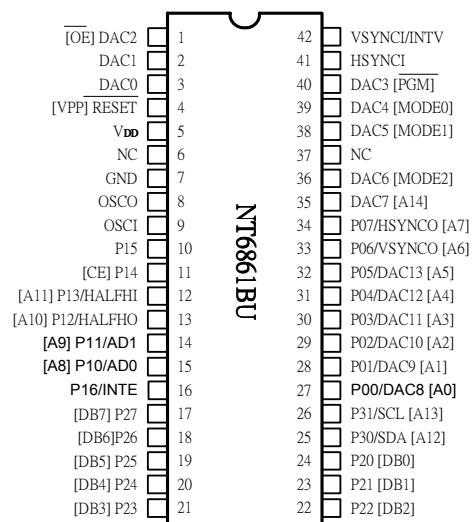 [OE] DAC2 1 42 VSYNCI/INTV
DAC1 2 41 HSYNCI
DAC0 3 40 DAC3 [PGM]
[VPP] RESET 4 39 DAC4 [MODE0]
VDD 5 38 DAC5 [MODE1]
NC 6 37 NC
GND 7 36 DAC6 [MODE2]
OSCO 8 35 DAC7 [A14]
OSCI 9 34 P07/HSYNCO [A7]
P15 10 33 P06/VSYNCO [A6]
[CE] P14 11 32 P05/DAC13 [A5]
[A11] P13/HALFHI 12 31 P04/DAC12 [A4]
[A10] P12/HALFHO 13 30 P03/DAC11 [A3]
[A9] P11/AD1 14 29 P02/DAC10 [A2]
[A8] P10/AD0 15 28 P01/DAC9 [A1]
P16/INTE 16 27 P00/DAC8 [A0]
[DB7] P27 17 26 P31/SCL [A13]
[DB6]P26 18 25 P30/SDA [A12]
[DB5] P25 19 24 P20 [DB0]
[DB4] P24 20 23 P21 [DB1]
[DB3] P23 21 22 P22 [DB2]
NT6861BU